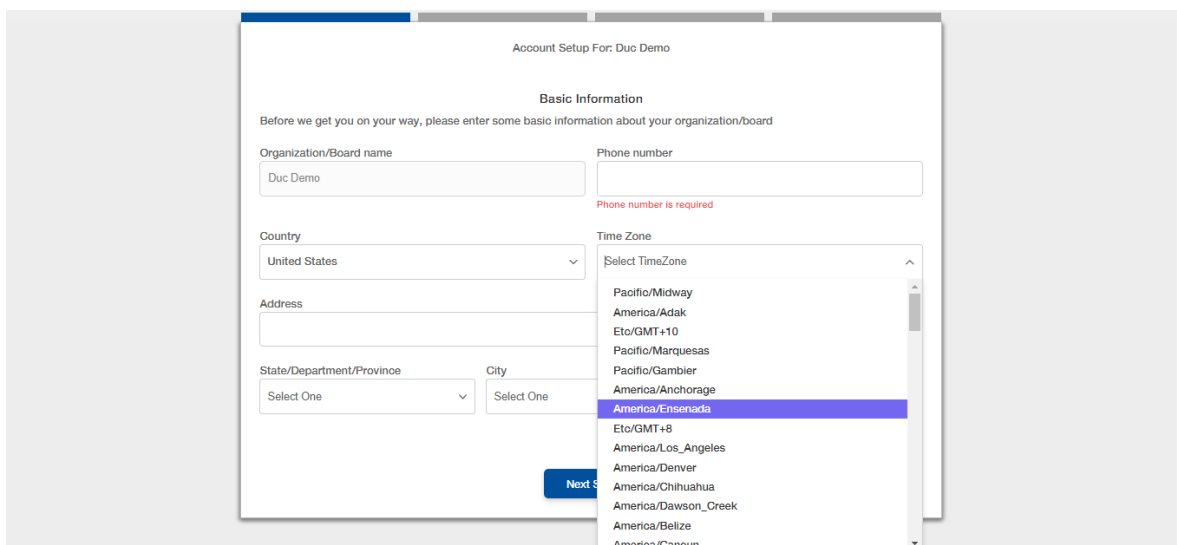 Account Setup For: Duc Demo
Basic Information
Before we get you on your way, please enter some basic information about your organization/board
Organization/Board name
Phone number
Duc Demo
Phone number is required
Country
Time Zone
United States
Select TimeZone
Address
Pacific/Midway
America/Adak
Etc/GMT+10
Pacific/Marquesas
Pacific/Gambier
America/Anchorage
America/Ensenada
Etc/GMT+8
America/Los_Angeles
America/Denver
America/Chihuahua
America/Dawson_Creek
America/Belize
America/Cancun
State/Department/Province
City
Select One
Select One
Next S